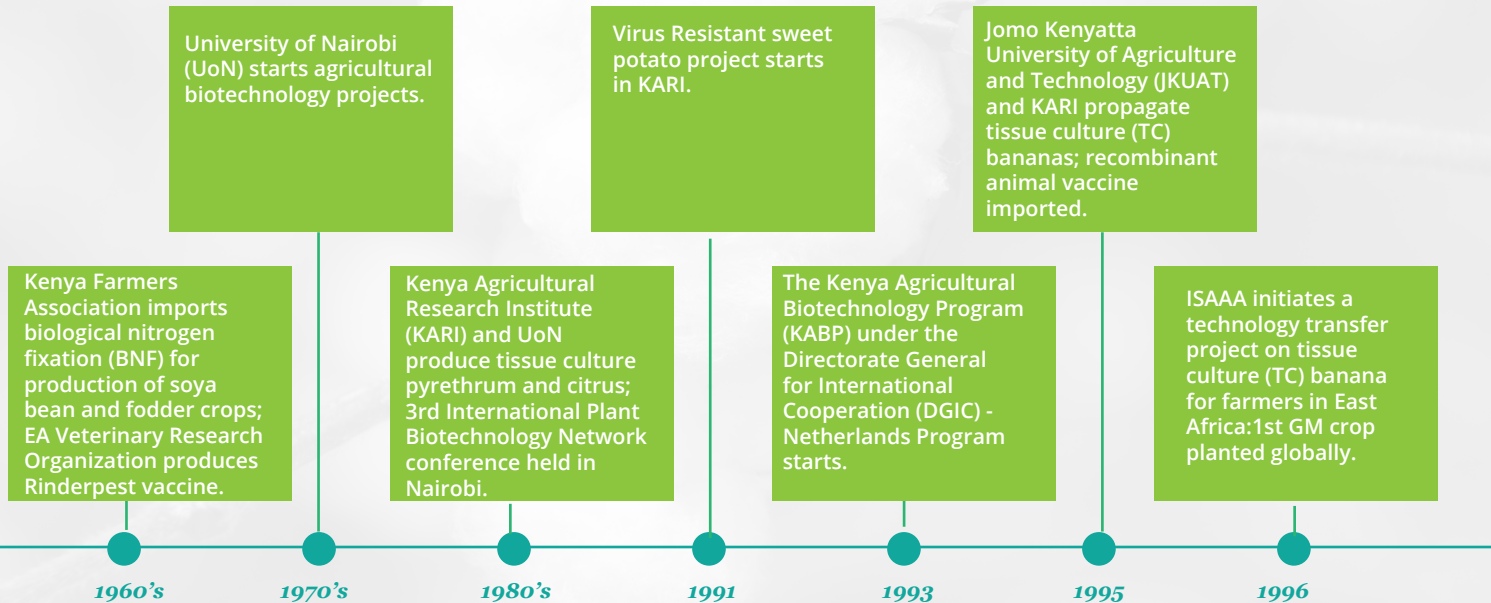 University of Nairobi
(UoN) starts agricultural
biotechnology projects.
Virus Resistant sweet
potato project starts
in KARI.
Jomo Kenyatta
University of Agriculture
and Technology (JKUAT)
and KARI propagate
tissue culture (TC)
bananas; recombinant
animal vaccine
imported.
Kenya Farmers
Association imports
biological nitrogen
fixation (BNF) for
production of soya
bean and fodder crops;
EA Veterinary Research
Organization produces
Rinderpest vaccine.
Kenya Agricultural
Research Institute
(KARI) and UoN
produce tissue culture
pyrethrum and citrus;
3rd International Plant
Biotechnology Network
conference held in
Nairobi.
The Kenya Agricultural
Biotechnology Program
(KABP) under the
Directorate General
for International
Cooperation (DGIC) -
Netherlands Program
starts.
ISAAA initiates a
technology transfer
project on tissue
culture (TC) banana
for farmers in East
Africa:1st GM crop
planted globally.
1960's
1970's
1980's
1991
1993
1995
1996